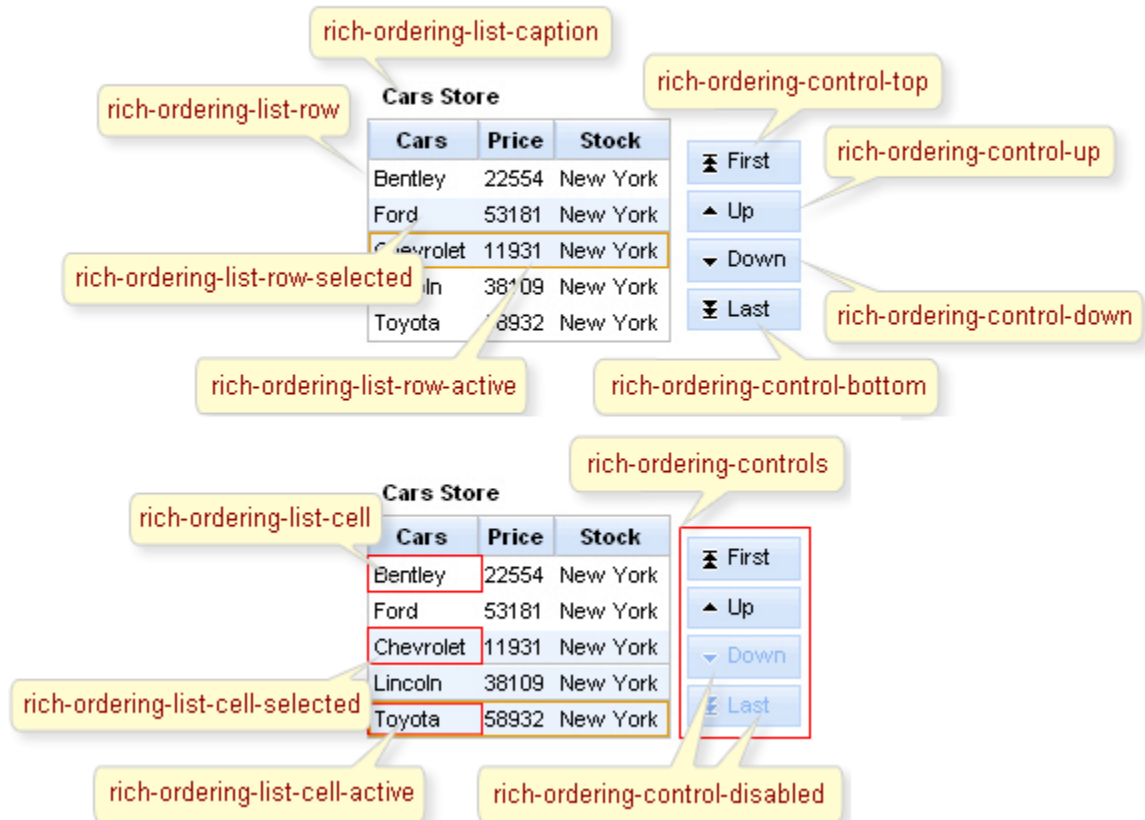 rich-ordering-list-caption
rich-ordering-control-top
rich-ordering-list-row
Cars Store
rich-ordering-control-up
Cars Price Stock
First
Bentley 22554 New York
Up
Ford 53181 New York
Chevrolet 11931 New York
Down
rich-ordering-list-row-selected
38109 New York
Last
rich-ordering-control-down
Toyota 8932 New York
rich-ordering-list-row-active
rich-ordering-control-bottom
rich-ordering-controls
Cars Store
rich-ordering-list-cell
Cars Price Stock
First
Bentley 22554 New York
Up
Ford 53181 New York
Chevrolet 11931 New York
Down
Lincoln 38109 New York
rich-ordering-list-cell-selected
Last
Toyota 58932 New York
rich-ordering-list-cell-active
rich-ordering-control-disabled